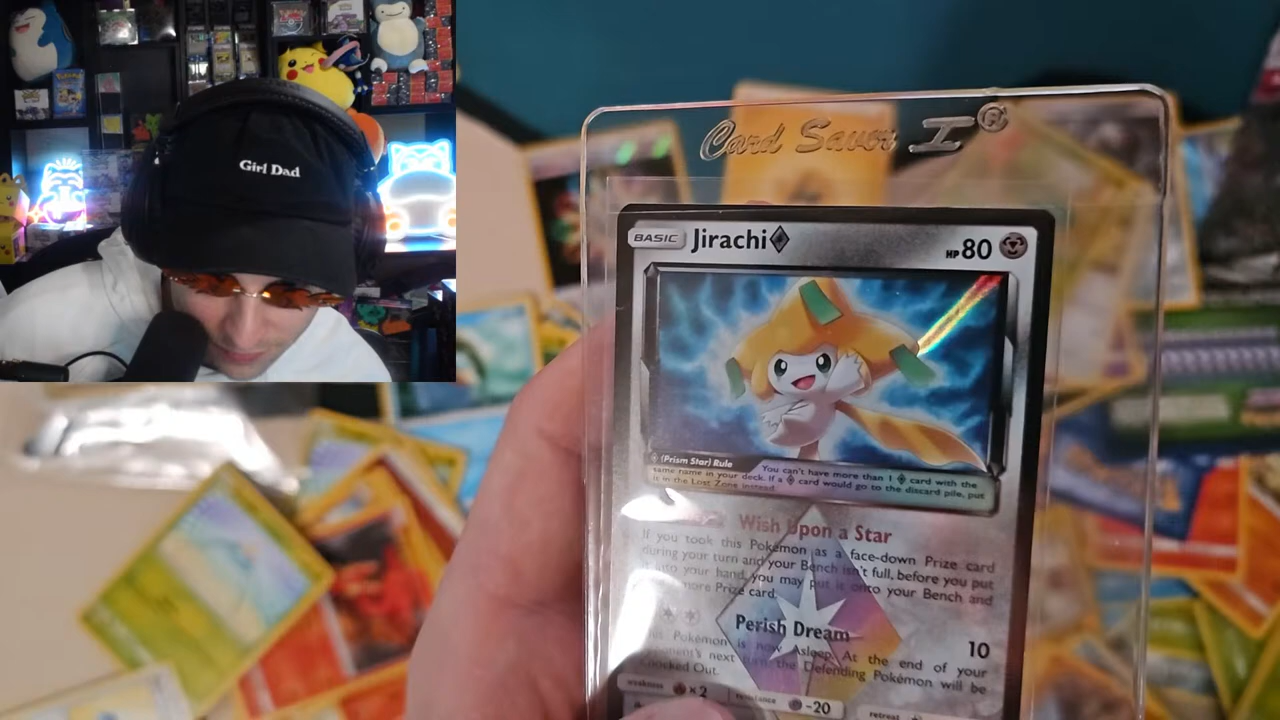 Girl Dad
Card Saver I®
BASIC Jirachi HP 80
(Prism Star) Rule You can't have more than 1 card with the
same name in your deck. If a card would go to the discard pile, put
it in the Lost Zone instead.
Wish Upon a Star
If you took this Pokémon as a face-down Prize card
during your turn and your Bench isn't full, before you put
it into your hand, you may put it onto your Bench and
more Prize card.
Perish Dream 10
Pokémon is now Asleep. At the end of your
opponent's next turn, the Defending Pokémon will be
Knocked Out.
weakness ×2 resistance -20 retreat